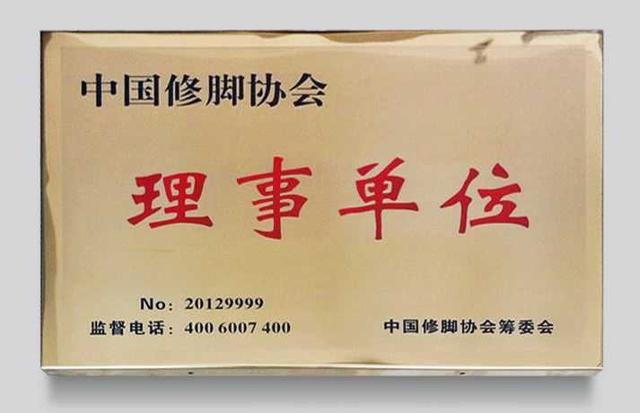 中国修脚协会
理事单位
No：20129999
监督电话：400 6007 400
中国修脚协会筹委会